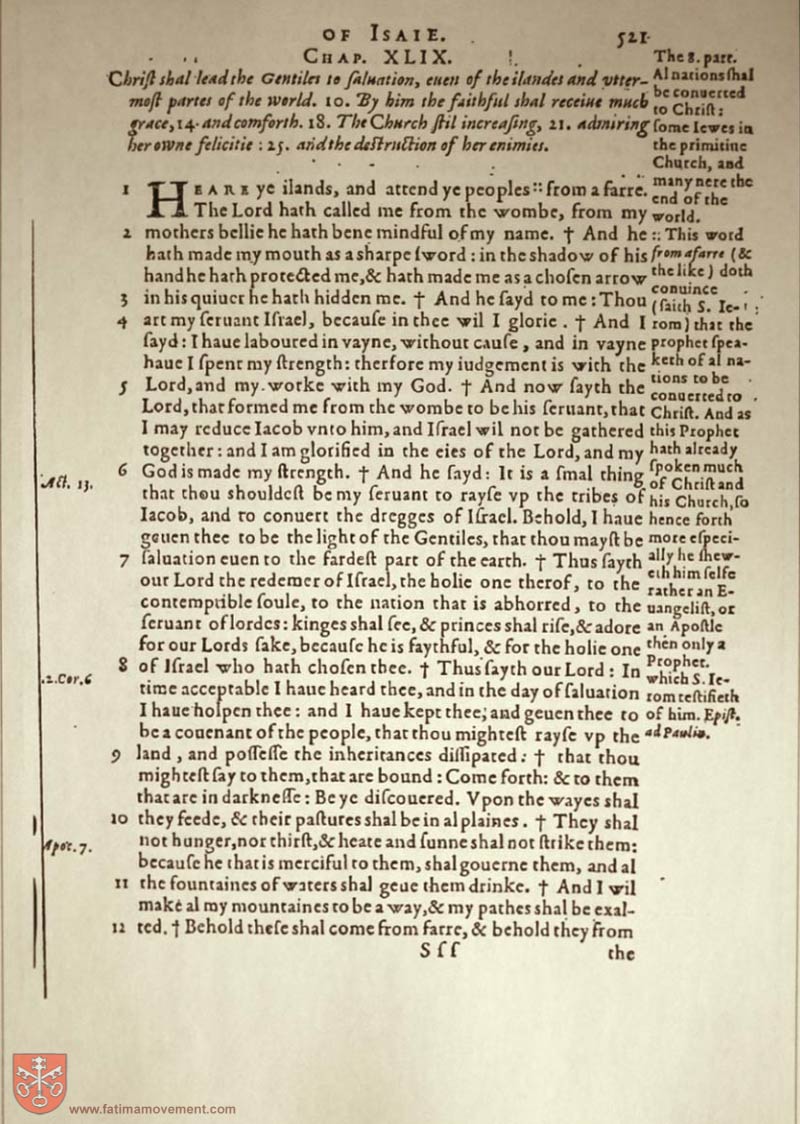 OF ISAIE. 521
CHAP. XLIX.
Chriſt shal lead the Gentiles to ſaluation, euen of the ilandes and vtter-
moſt partes of the world. 10. By him the faithful shal receiue much
grace, 14. and comforth. 18. The Church ſtil increaſing, 21. admiring
her owne felicitie : 25. and the deſtruction of her enimies.
1 HEARE ye ilands, and attend ye peoples :: from a farre.
The Lord hath called me from the wombe, from my
2 mothers bellie he hath bene mindful of my name. † And he
hath made my mouth as a sharpe ſword : in the shadow of his
hand he hath protected me, & hath made me as a choſen arrow
3 in his quiuer he hath hidden me. † And he ſayd to me : Thou
4 art my ſeruant Iſrael, becauſe in thee wil I glorie. † And I
ſayd : I haue laboured in vayne, without cauſe, and in vayne
haue I ſpent my ſtrength: therfore my iudgement is with the
5 Lord, and my worke with my God. † And now ſayth the
Lord, that formed me from the wombe to be his ſeruant, that
I may reduce Iacob vnto him, and Iſrael wil not be gathered
together: and I am glorified in the eies of the Lord, and my
6 God is made my ſtrength. † And he ſayd: It is a ſmal thing
that thou shouldeſt be my ſeruant to rayſe vp the tribes of
Iacob, and to conuert the dregges of Iſrael. Behold, I haue
geuen thee to be the light of the Gentiles, that thou mayſt be
7 ſaluation euen to the fardeſt part of the earth. † Thus ſayth
our Lord the redemer of Iſrael, the holie one therof, to the
contemptible ſoule, to the nation that is abhorred, to the
ſeruant of lordes: kinges shal ſee, & princes shal riſe, & adore
for our Lords ſake, becauſe he is faythful, & for the holie one
8 of Iſrael who hath choſen thee. † Thus ſayth our Lord : In
time acceptable I haue heard thee, and in the day of ſaluation
I haue holpen thee: and I haue kept thee, and geuen thee to
be a couenant of the people, that thou mighteſt rayſe vp the
9 land, and poſſeſſe the inheritances diſſipated: † that thou
mighteſt ſay to them, that are bound : Come forth: & to them
that are in darkneſſe: Be ye diſcouered. Vpon the wayes shal
10 they feede, & their paſtures shal be in al plaines. † They shal
not hunger, nor thirſt, & heate and ſunne shal not ſtrike them:
becauſe he that is merciful to them, shal gouerne them, and al
11 the fountaines of waters shal geue them drinke. † And I wil
make al my mountaines to be a way, & my pathes shal be exal-
12 ted. † Behold theſe shal come from farre, & behold they from
Sſſ the
The 8. part.
Al nations shal
be conuerted
to Chriſt:
ſome Iewes in
the primitiue
Church, and
many nere the
end of the
world.
:: This word
from a farre (&
the like) doth
conuince
(ſaith S. Ie-
rom) that the
prophet ſpea-
keth of al na-
tions to be
conuerted to
Chriſt. And as
this Prophet
hath already
ſpoken much
of Chriſt and
his Church, ſo
hence forth
more eſpeci-
ally he shew-
eth him ſelfe
rather an E-
uangeliſt, or
an Apoſtle
then only a
Prophet.
which S. Ie-
rom teſtifieth
of him. Epiſt.
ad Paulin.
Act. 13.
2. Cor. 6
Apoc. 7.
www.fatimamovement.com